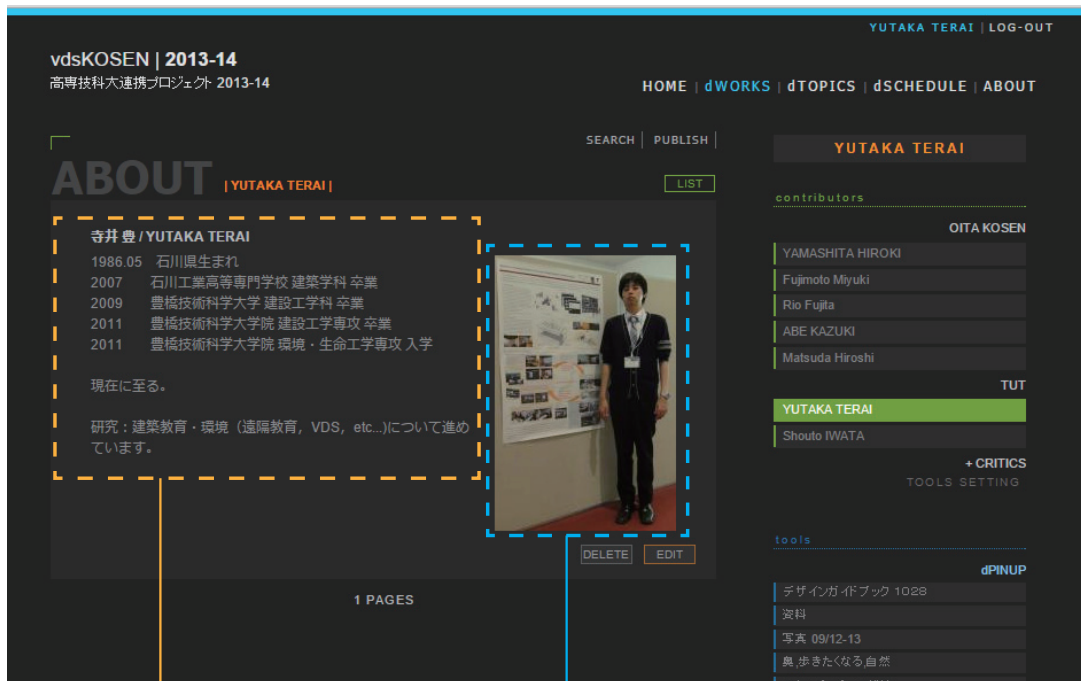 YUTAKA TERAI | LOG-OUT
vdsKOSEN | 2013-14
高専技科大連携プロジェクト 2013-14
HOME | dWORKS | dTOPICS | dSCHEDULE | ABOUT
SEARCH | PUBLISH |
ABOUT | YUTAKA TERAI |
LIST
寺井 豊 / YUTAKA TERAI
1986.05 石川県生まれ
2007 石川工業高等専門学校 建築学科 卒業
2009 豊橋技術科学大学 建設工学科 卒業
2011 豊橋技術科学大学院 建設工学専攻 卒業
2011 豊橋技術科学大学院 環境・生命工学専攻 入学
現在に至る。
研究：建築教育・環境（遠隔教育，VDS，etc...)について進め
ています。
DELETE
EDIT
1 PAGES
YUTAKA TERAI
contributors
OITA KOSEN
YAMASHITA HIROKI
Fujimoto Miyuki
Rio Fujita
ABE KAZUKI
Matsuda Hiroshi
TUT
YUTAKA TERAI
Shouto IWATA
+ CRITICS
TOOLS SETTING
tools
dPINUP
デザインガイドブック 1028
資料
写真 09/12-13
奥,歩きたくなる,自然